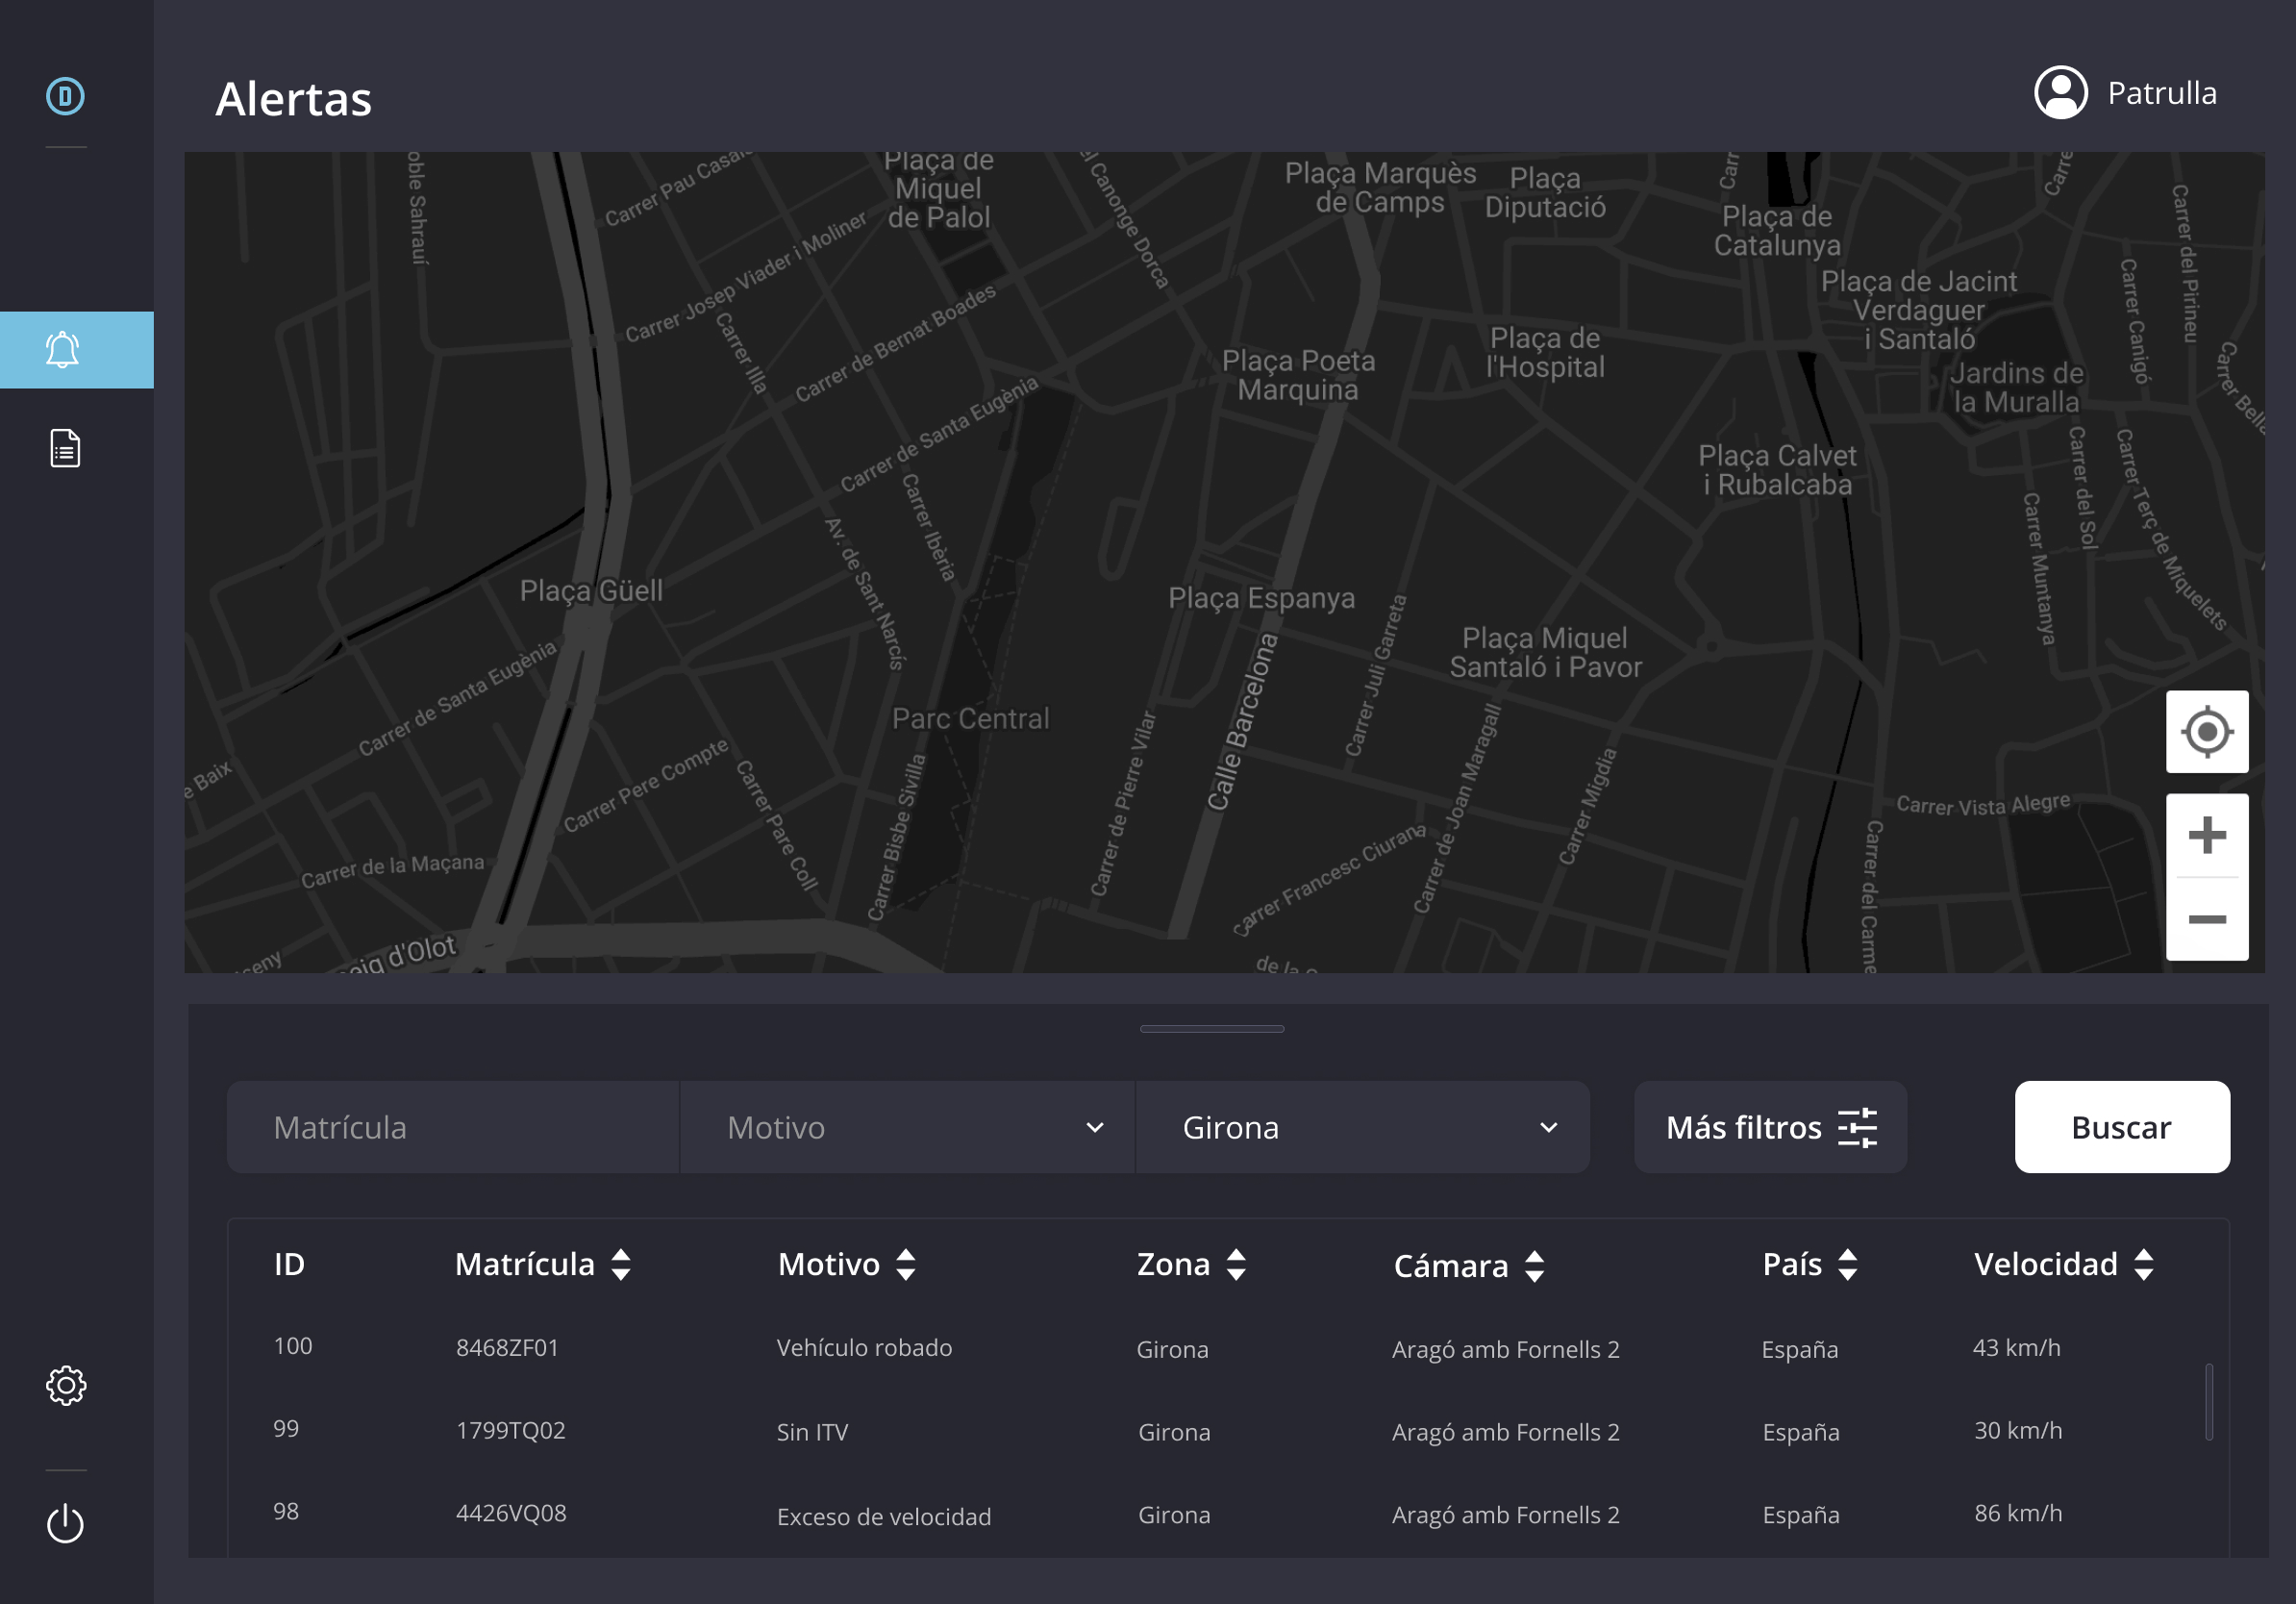 D
Alertas
Patrulla
oble Sahrauí
Carrer Pau Casals
Plaça de
Miquel
de Palol
el Canonge Dorca
Plaça Marquès
de Camps
Plaça
Diputació
Carr
Plaça de
Catalunya
Carre
Carrer del Pirineu
Carrer Josep Viader i Moliner
Carrer Illa
Carrer de Bernat Boades
Plaça de Jacint
Verdaguer
i Santaló
Carrer Canigó
Plaça Poeta
Marquina
Plaça de
l'Hospital
Jardins de
la Muralla
Carrer Bell
Carrer de Santa Eugènia
Plaça Calvet
i Rubalcaba
Carrer Ibèria
Av. de Sant Narcís
Carrer Muntanya
Carrer del Sol
Carrer Terç de Miquelets
Plaça Güell
Plaça Espanya
Carrer Juli Garreta
Plaça Miquel
Santaló i Pavor
Carrer de Santa Eugènia
Parc Central
Calle Barcelona
e Baix
Carrer Pere Compte
Carrer Pare Coll
Carrer Bisbe Sivilla
Carrer de Pierre Vilar
Carrer de Joan Maragall
Carrer Migdia
Carrer Vista Alegre
Carrer de la Maçana
Carrer Francesc Ciurana
Carrer del Carme
eig d'Olot
ceny
de la
Matrícula
Motivo
Girona
Más filtros
Buscar
ID Matrícula Motivo Zona Cámara País Velocidad
100 8468ZF01 Vehículo robado Girona Aragó amb Fornells 2 España 43 km/h
99 1799TQ02 Sin ITV Girona Aragó amb Fornells 2 España 30 km/h
98 4426VQ08 Exceso de velocidad Girona Aragó amb Fornells 2 España 86 km/h